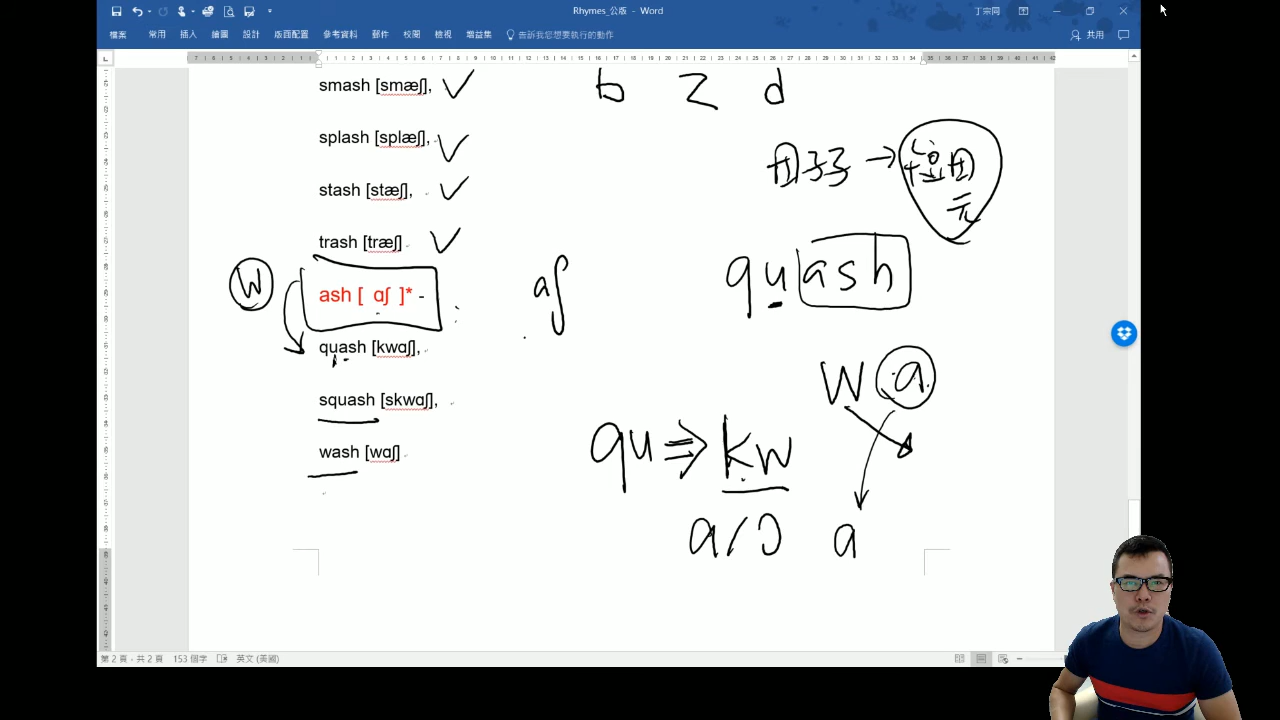 Rhymes_公版 - Word
丁宗同
檔案 常用 插入 繪圖 設計 版面配置 參考資料 郵件 校閱 檢視 增益集 告訴我您想要執行的動作 共用
smash [smæʃ], b z d
splash [splæʃ],
stash [stæʃ],
trash [træʃ]
W ash [ ɑʃ ]* - aʃ quash
quash [kwɑʃ],
squash [skwɑʃ], W a
wash [wɑʃ] qu ⇒ kw
a/ɔ a
第 2 頁，共 2 頁 153 個字 英文 (美國)